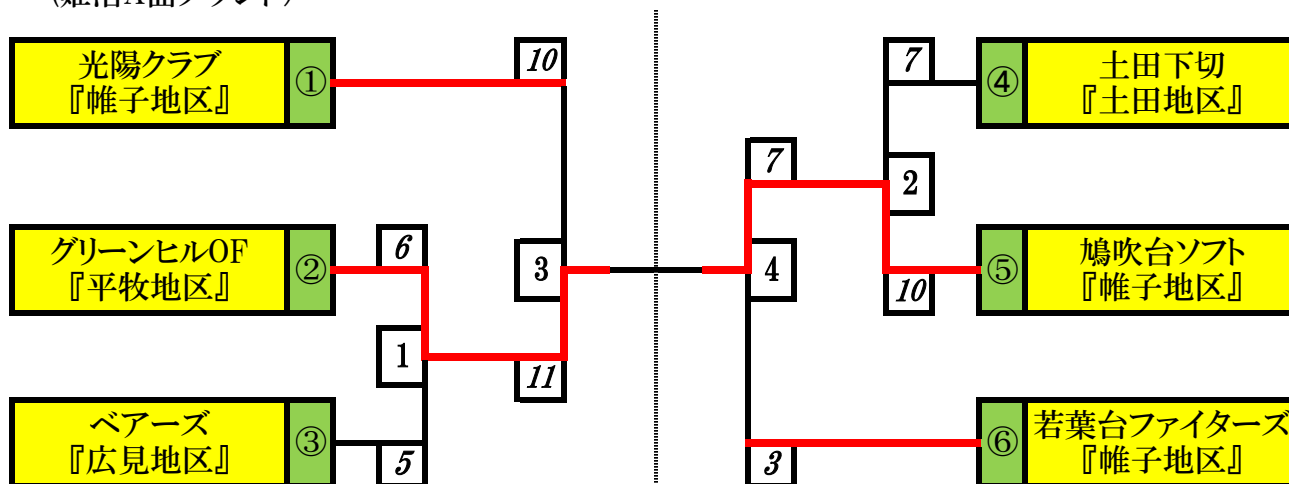 光陽クラブ
『帷子地区』
①
10
7
④
土田下切
『土田地区』
7
2
グリーンヒルOF
『平牧地区』
②
6
3
4
⑤
鳩吹台ソフト
『帷子地区』
10
1
11
ベアーズ
『広見地区』
③
5
3
⑥
若葉台ファイターズ
『帷子地区』